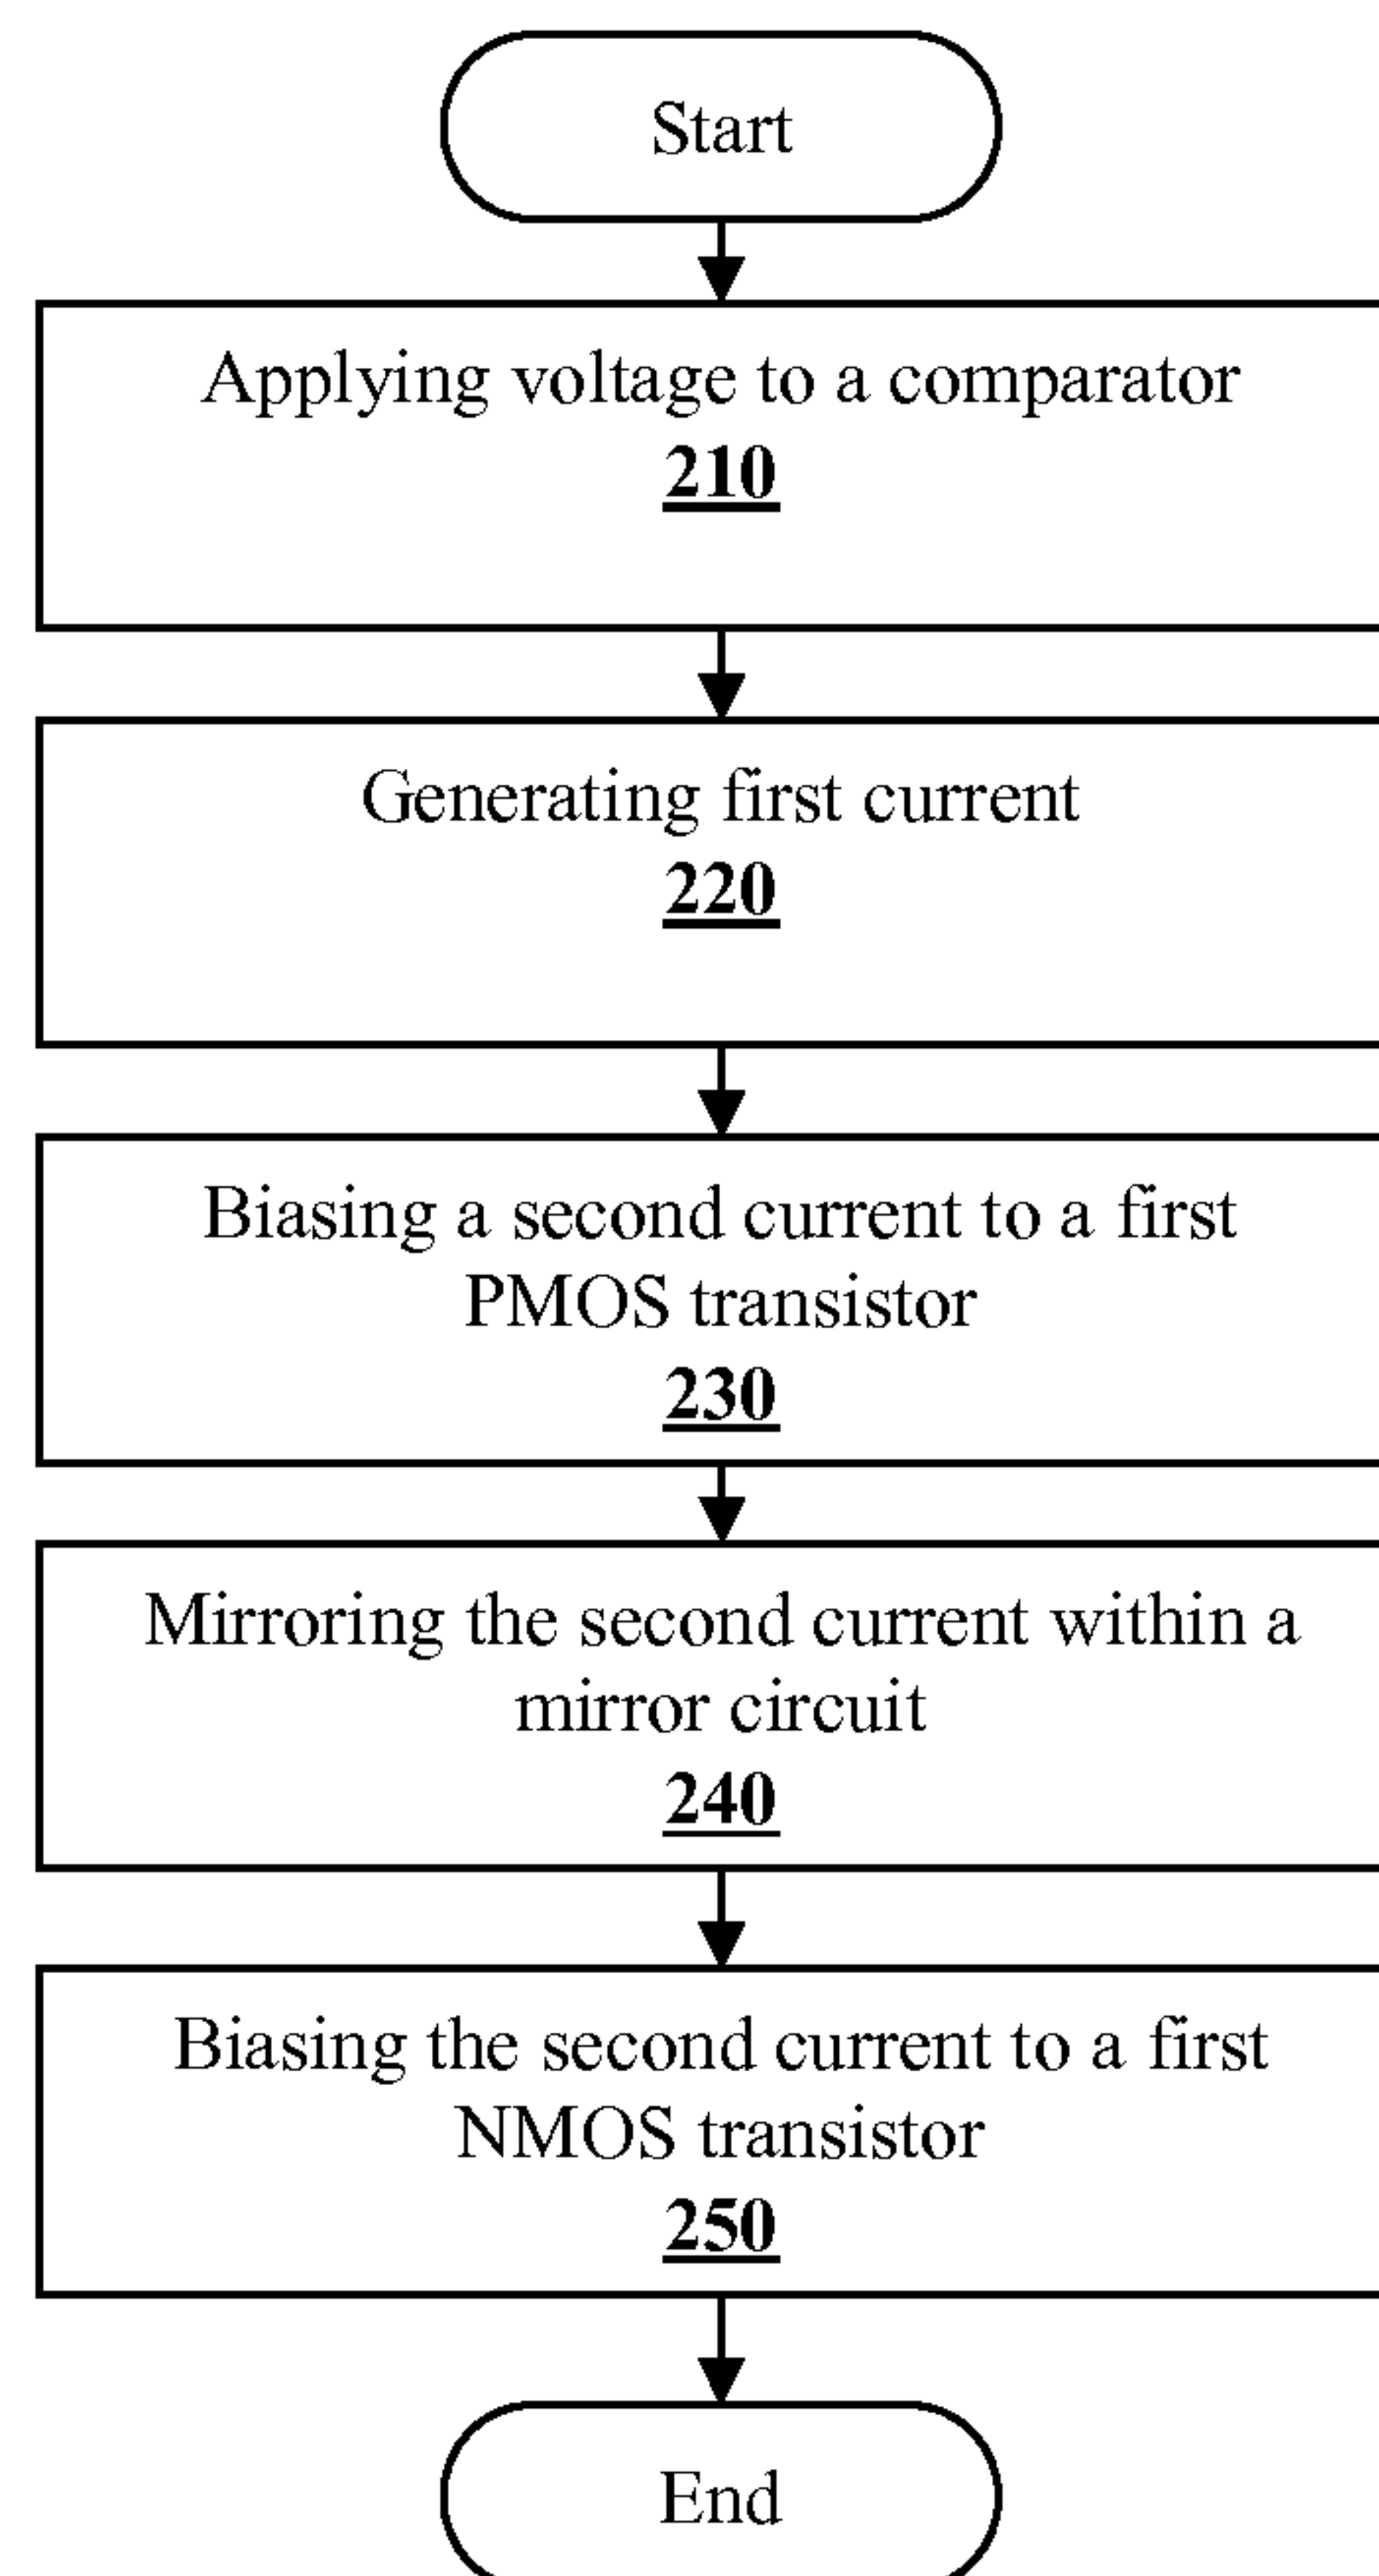 Start
Applying voltage to a comparator
210
Generating first current
220
Biasing a second current to a first
PMOS transistor
230
Mirroring the second current within a
mirror circuit
240
Biasing the second current to a first
NMOS transistor
250
End